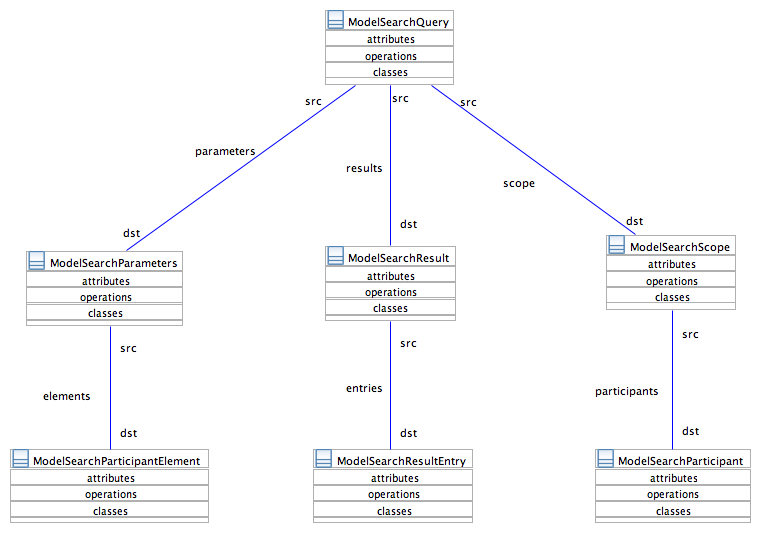 ModelSearchQuery
attributes
operations
classes
src
src
src
parameters
results
scope
dst
dst
dst
ModelSearchParameters
attributes
operations
classes
ModelSearchResult
attributes
operations
classes
ModelSearchScope
attributes
operations
classes
src
src
src
elements
entries
participants
dst
dst
dst
ModelSearchParticipantElement
attributes
operations
classes
ModelSearchResultEntry
attributes
operations
classes
ModelSearchParticipant
attributes
operations
classes